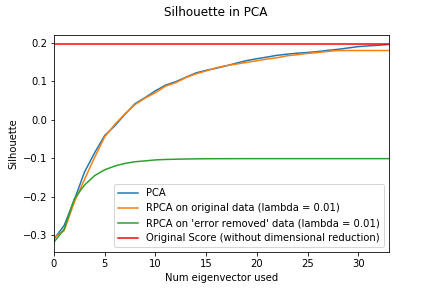 Silhouette in PCA
0.2
0.1
0.0
−0.1
−0.2
−0.3
Silhouette
PCA
RPCA on original data (lambda = 0.01)
RPCA on 'error removed' data (lambda = 0.01)
Original Score (without dimensional reduction)
0 5 10 15 20 25 30
Num eigenvector used